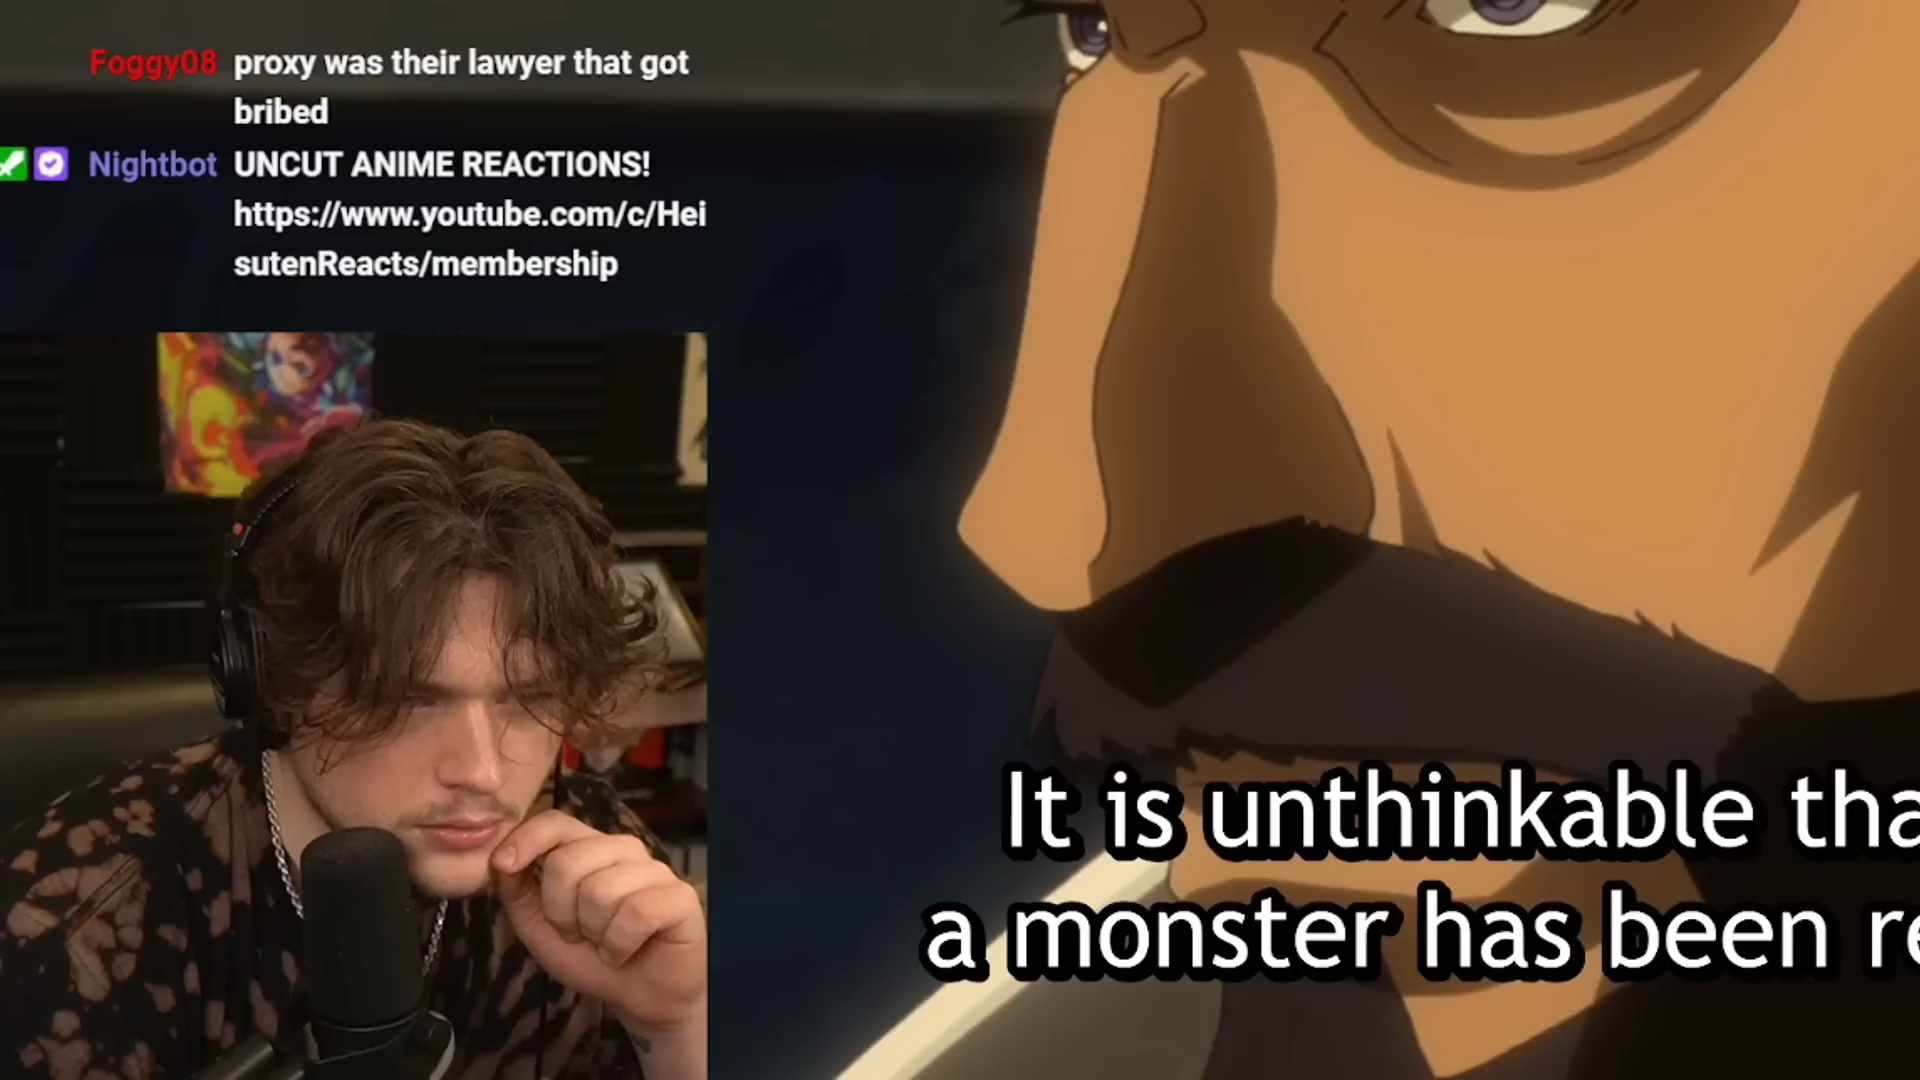 Foggy08 proxy was their lawyer that got
bribed
Nightbot UNCUT ANIME REACTIONS!
https://www.youtube.com/c/Hei
sutenReacts/membership
It is unthinkable tha
a monster has been re